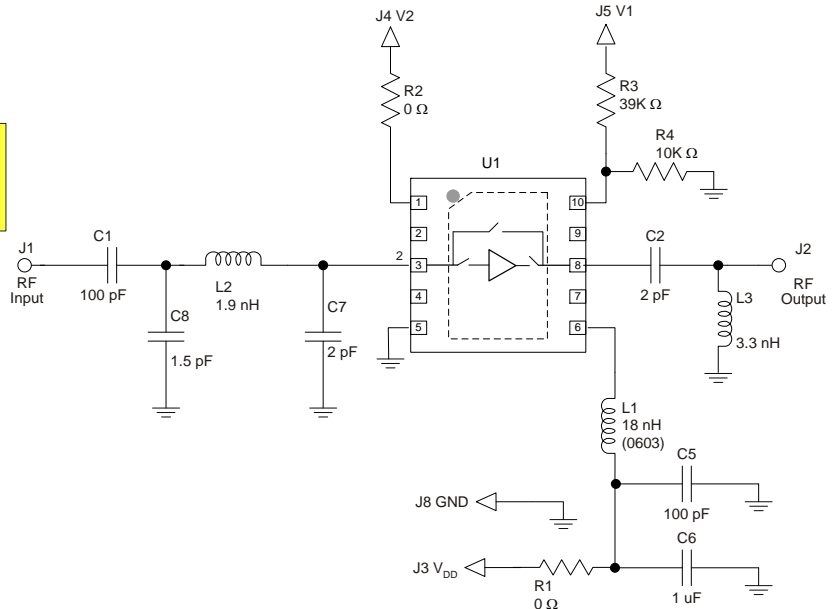 J4 V2
J5 V1
R2
0 Ω
R3
39K Ω
R4
10K Ω
U1
1
10
2
9
J1
RF
Input
C1
100 pF
L2
1.9 nH
2
3
8
C2
2 pF
J2
RF
Output
C8
1.5 pF
C7
2 pF
4
7
5
6
L3
3.3 nH
L1
18 nH
(0603)
C5
100 pF
J8 GND
C6
1 uF
J3 VDD
R1
0 Ω